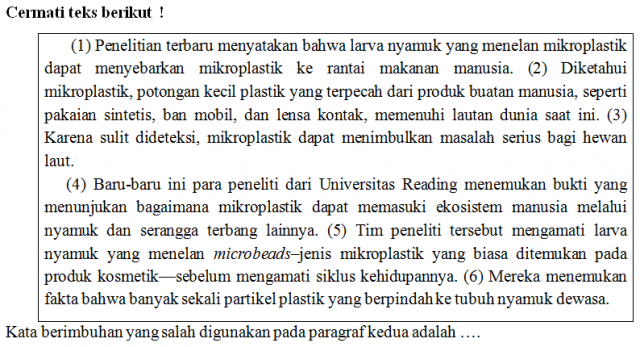 Cermati teks berikut !
(1) Penelitian terbaru menyatakan bahwa larva nyamuk yang menelan mikroplastik
dapat menyebarkan mikroplastik ke rantai makanan manusia. (2) Diketahui
mikroplastik, potongan kecil plastik yang terpecah dari produk buatan manusia, seperti
pakaian sintetis, ban mobil, dan lensa kontak, memenuhi lautan dunia saat ini. (3)
Karena sulit dideteksi, mikroplastik dapat menimbulkan masalah serius bagi hewan
laut.
(4) Baru-baru ini para peneliti dari Universitas Reading menemukan bukti yang
menunjukan bagaimana mikroplastik dapat memasuki ekosistem manusia melalui
nyamuk dan serangga terbang lainnya. (5) Tim peneliti tersebut mengamati larva
nyamuk yang menelan microbeads–jenis mikroplastik yang biasa ditemukan pada
produk kosmetik—sebelum mengamati siklus kehidupannya. (6) Mereka menemukan
fakta bahwa banyak sekali partikel plastik yang berpindah ke tubuh nyamuk dewasa.
Kata berimbuhan yang salah digunakan pada paragraf kedua adalah ….